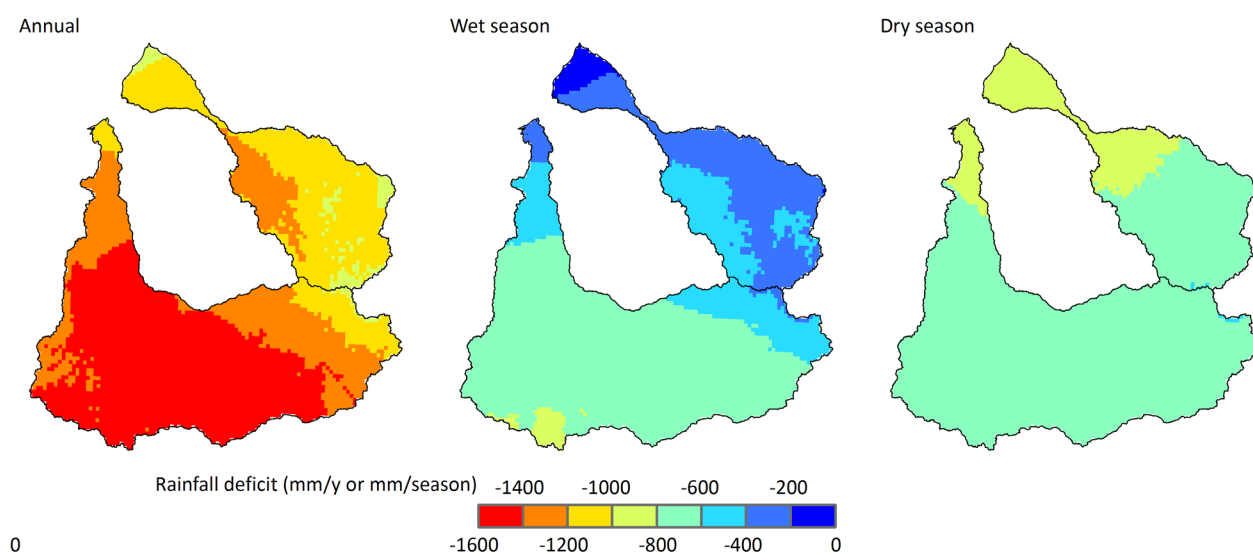 Annual Wet season Dry season
Rainfall deficit (mm/y or mm/season) -1400 -1000 -600 -200
0 -1600 -1200 -800 -400 0